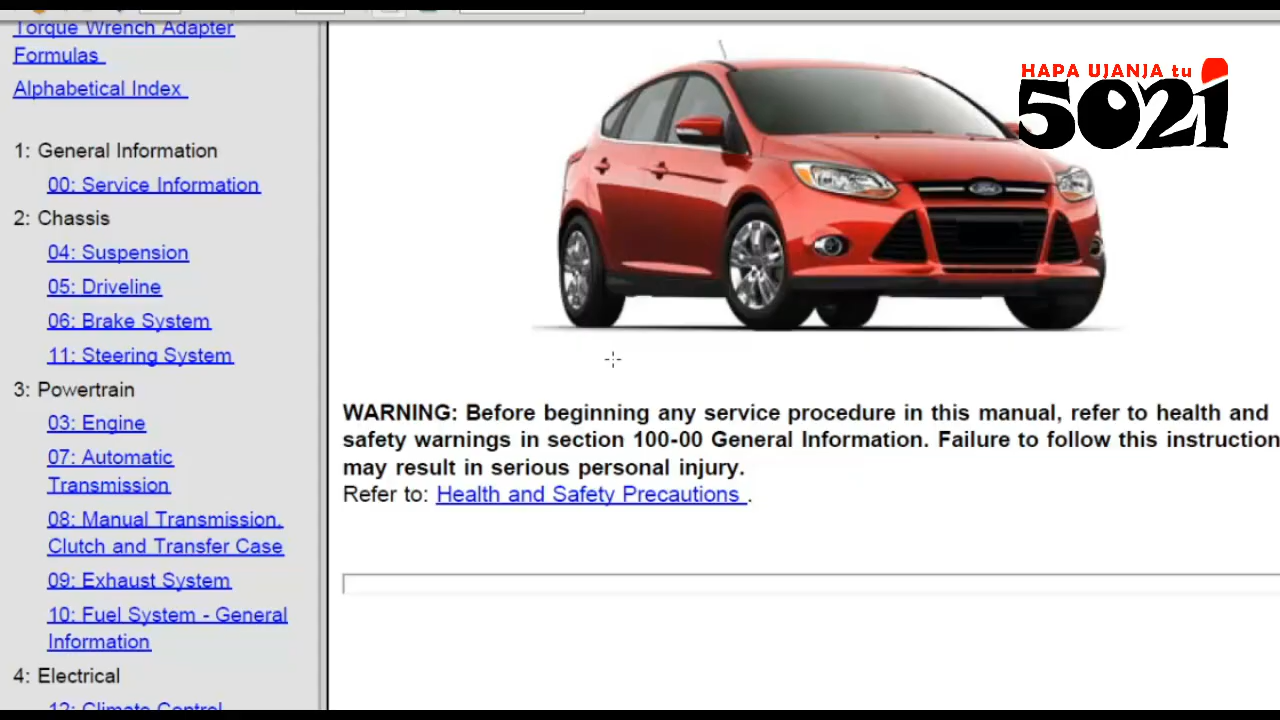 Torque Wrench Adapter
Formulas
Alphabetical Index
1: General Information
00: Service Information
2: Chassis
04: Suspension
05: Driveline
06: Brake System
11: Steering System
3: Powertrain
03: Engine
07: Automatic
Transmission
08: Manual Transmission,
Clutch and Transfer Case
09: Exhaust System
10: Fuel System - General
Information
4: Electrical
12: Climate Control
HAPA UJANJA tu
5021
Ford
WARNING: Before beginning any service procedure in this manual, refer to health and
safety warnings in section 100-00 General Information. Failure to follow this instruction
may result in serious personal injury.
Refer to: Health and Safety Precautions .